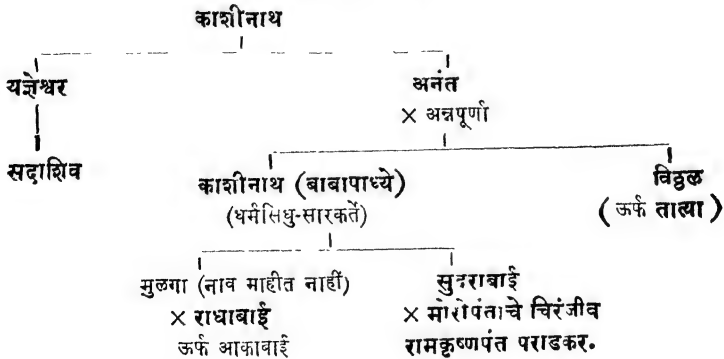 काशीनाथ
यज्ञेश्वर अनंत
× अन्नपूर्णा
सदाशिव काशीनाथ (बाबापाध्ये) विठ्ठल
(धर्मसिंधु-सारकर्ते) (ऊर्फ तात्या)
मुलगा (नाव माहीत नाहीं) सुदराबाई
× राधाबाई × मोरोपंताचे चिरंजीव
ऊर्फ आकाबाई रामकृष्णपंत पराडकर.